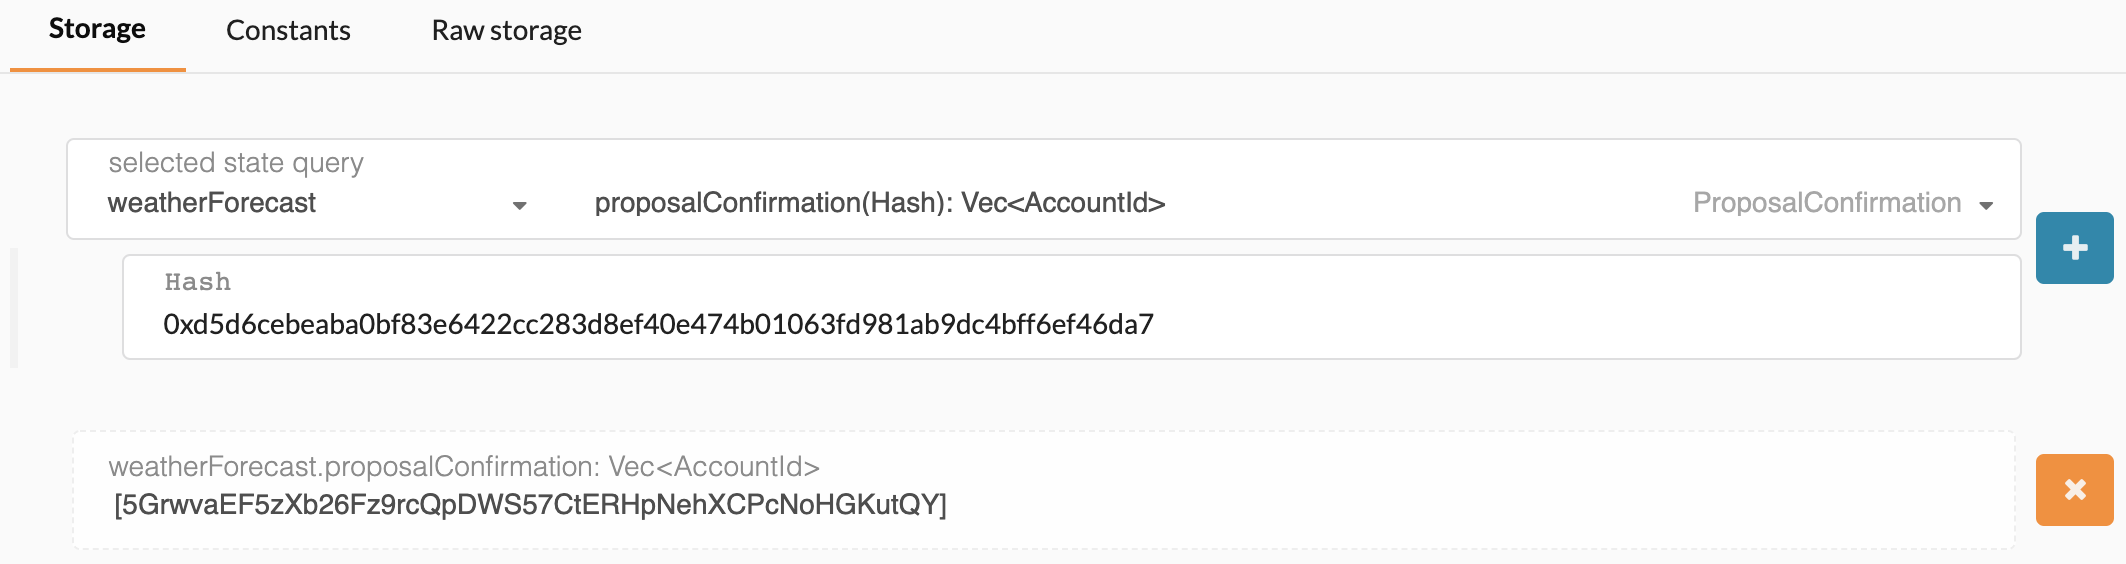 Storage Constants Raw storage
selected state query
weatherForecast proposalConfirmation(Hash): Vec<AccountId> ProposalConfirmation
Hash
0xd5d6cebeaba0bf83e6422cc283d8ef40e474b01063fd981ab9dc4bff6ef46da7
weatherForecast.proposalConfirmation: Vec<AccountId>
[5GrwvaEF5zXb26Fz9rcQpDWS57CtERHpNehXCPcNoHGKutQY]